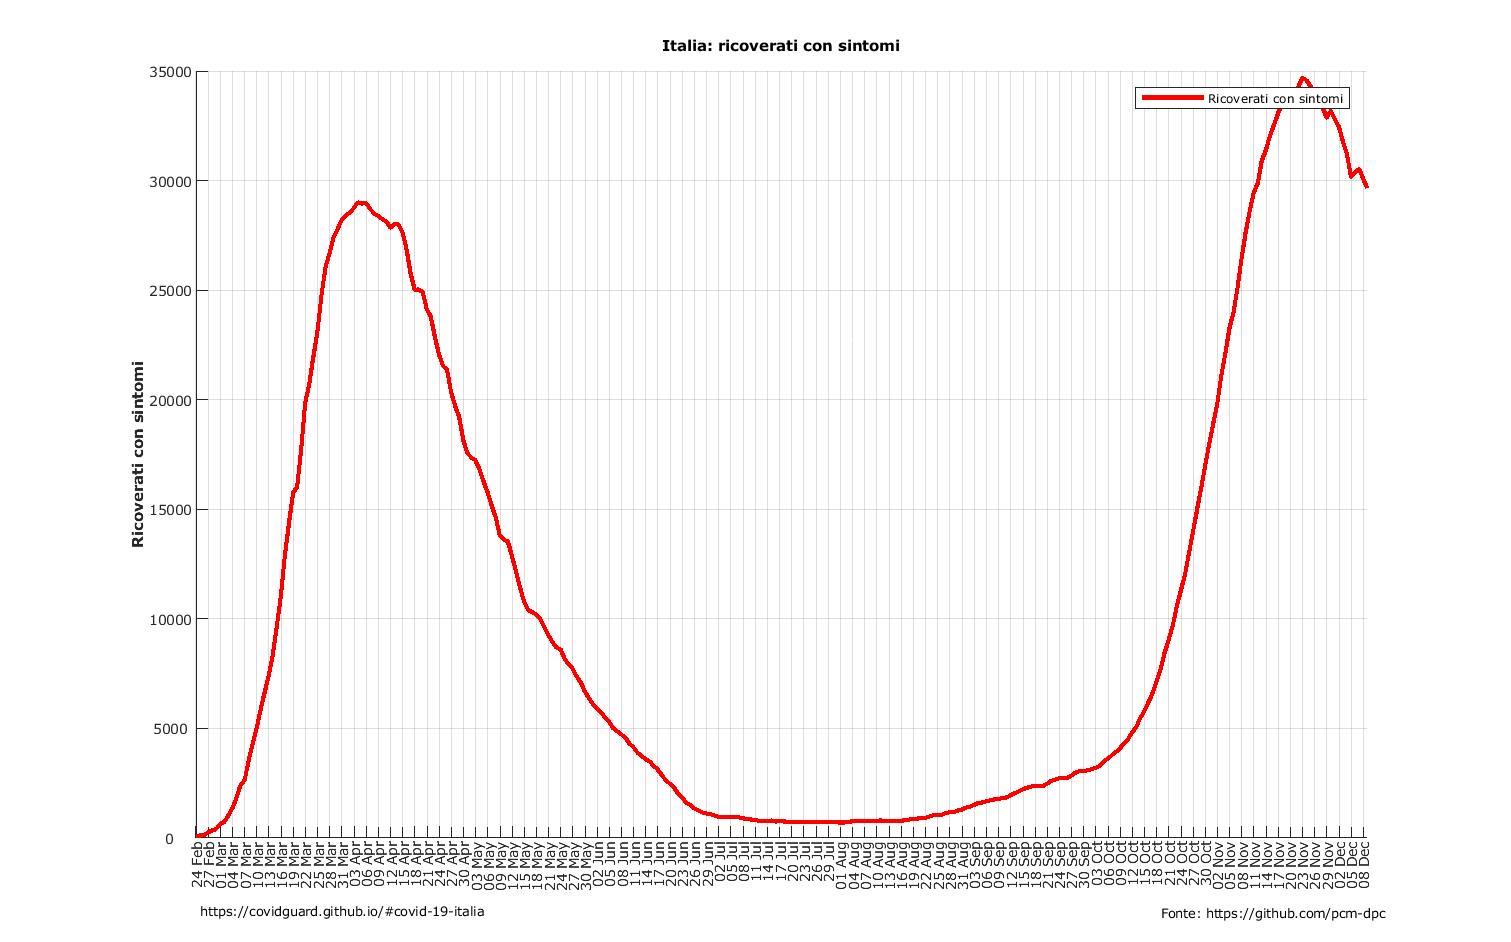 Italia: ricoverati con sintomi
Ricoverati con sintomi
Ricoverati con sintomi
35000
30000
25000
20000
15000
10000
5000
0
24 Feb
27 Feb
01 Mar
04 Mar
07 Mar
10 Mar
13 Mar
16 Mar
19 Mar
22 Mar
25 Mar
28 Mar
31 Mar
03 Apr
06 Apr
09 Apr
12 Apr
15 Apr
18 Apr
21 Apr
24 Apr
27 Apr
30 Apr
03 May
06 May
09 May
12 May
15 May
18 May
21 May
24 May
27 May
30 May
02 Jun
05 Jun
08 Jun
11 Jun
14 Jun
17 Jun
20 Jun
23 Jun
26 Jun
29 Jun
02 Jul
05 Jul
08 Jul
11 Jul
14 Jul
17 Jul
20 Jul
23 Jul
26 Jul
29 Jul
01 Aug
04 Aug
07 Aug
10 Aug
13 Aug
16 Aug
19 Aug
22 Aug
25 Aug
28 Aug
31 Aug
03 Sep
06 Sep
09 Sep
12 Sep
15 Sep
18 Sep
21 Sep
24 Sep
27 Sep
30 Sep
03 Oct
06 Oct
09 Oct
12 Oct
15 Oct
18 Oct
21 Oct
24 Oct
27 Oct
30 Oct
02 Nov
05 Nov
08 Nov
11 Nov
14 Nov
17 Nov
20 Nov
23 Nov
26 Nov
29 Nov
02 Dec
05 Dec
08 Dec
https://covidguard.github.io/#covid-19-italia
Fonte: https://github.com/pcm-dpc